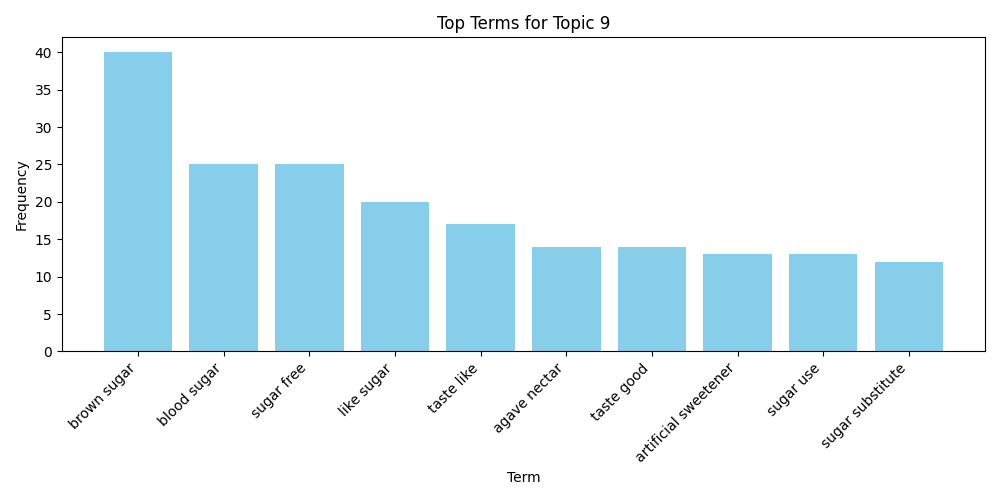 Top Terms for Topic 9
Frequency
40
35
30
25
20
15
10
5
0
brown sugar
blood sugar
sugar free
like sugar
taste like
agave nectar
taste good
artificial sweetener
sugar use
sugar substitute
Term